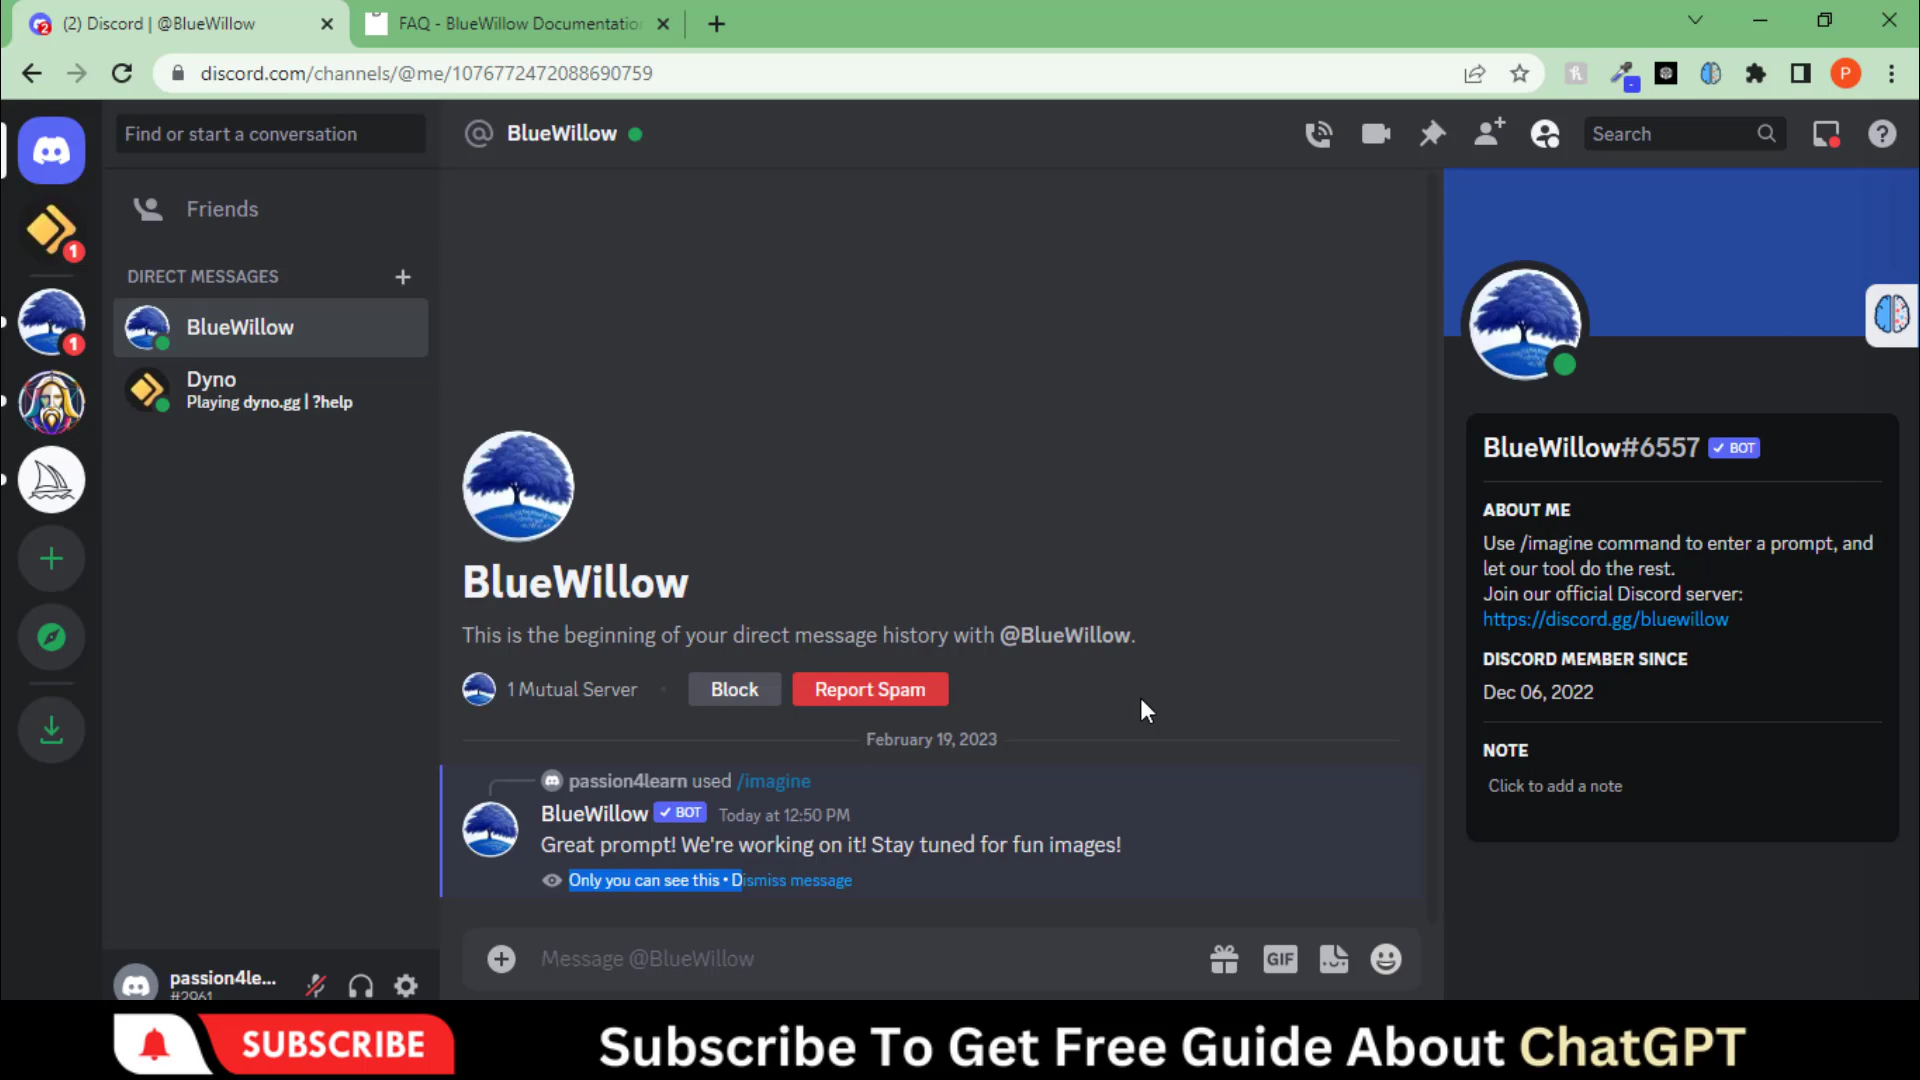 (2) Discord | @BlueWillow
FAQ - BlueWillow Documentatio
discord.com/channels/@me/1076772472088690759
P
Find or start a conversation
BlueWillow
Search
Friends
1
DIRECT MESSAGES
BlueWillow
1
Dyno
Playing dyno.gg | ?help
BlueWillow
This is the beginning of your direct message history with @BlueWillow.
1 Mutual Server
Block
Report Spam
February 19, 2023
passion4learn used /imagine
BlueWillow BOT Today at 12:50 PM
Great prompt! We're working on it! Stay tuned for fun images!
Only you can see this • Dismiss message
Message @BlueWillow
GIF
BlueWillow#6557 BOT
ABOUT ME
Use /imagine command to enter a prompt, and
let our tool do the rest.
Join our official Discord server:
https://discord.gg/bluewillow
DISCORD MEMBER SINCE
Dec 06, 2022
NOTE
Click to add a note
passion4le...
#2961
SUBSCRIBE
Subscribe To Get Free Guide About ChatGPT